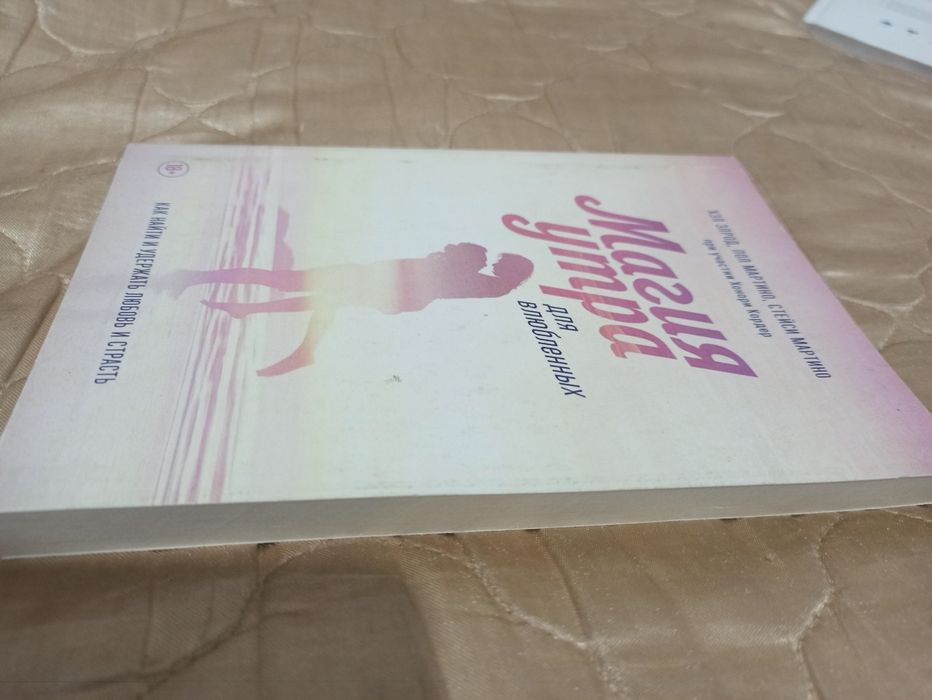 ХЭЛ ЭЛРОД, ПОЛ МАРТИНО, СТЕЙСИ МАРТИНО
при участии Хонори Кордер
Магия
утра
для
влюбленных
КАК НАЙТИ И УДЕРЖАТЬ ЛЮБОВЬ И СТРАСТЬ
18+